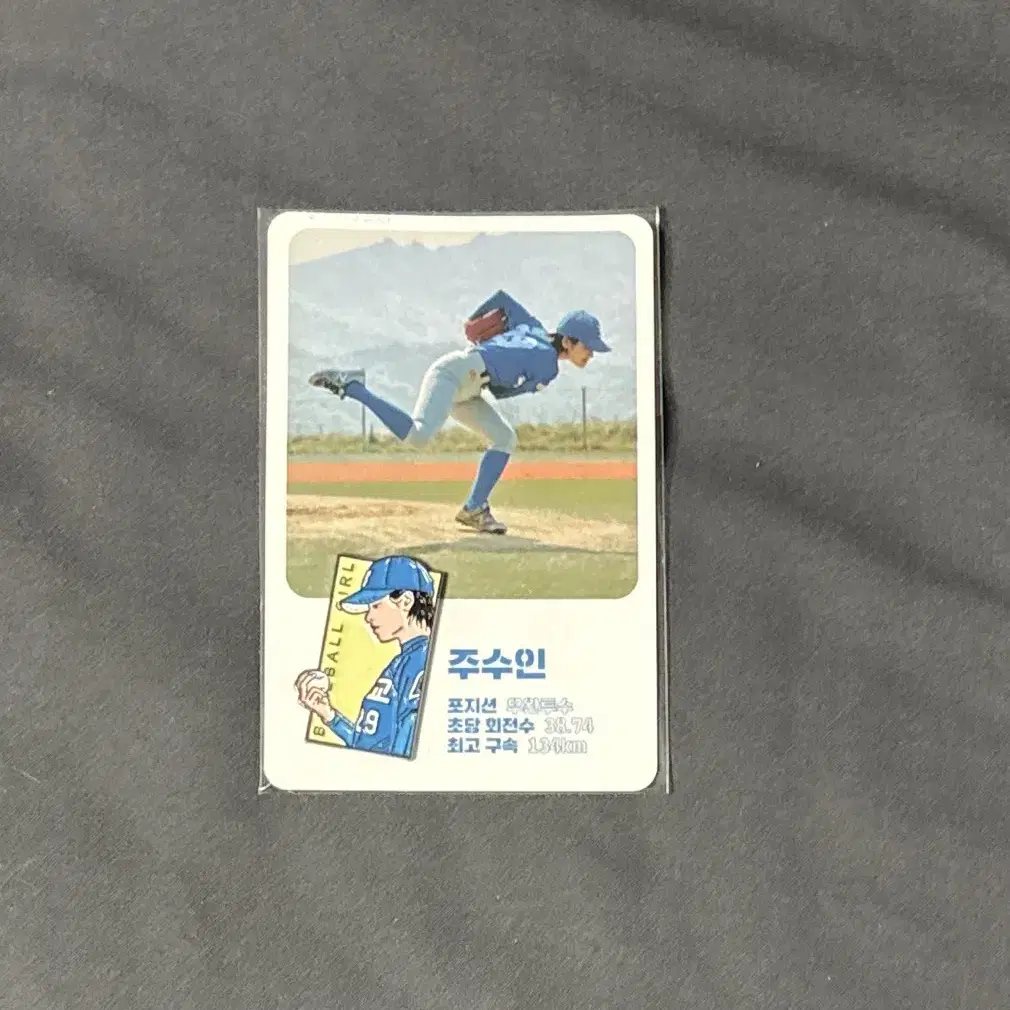 BASEBALL GIRL
29
주수인
포지션 우완투수
초당 회전수 38.74
최고 구속 134km